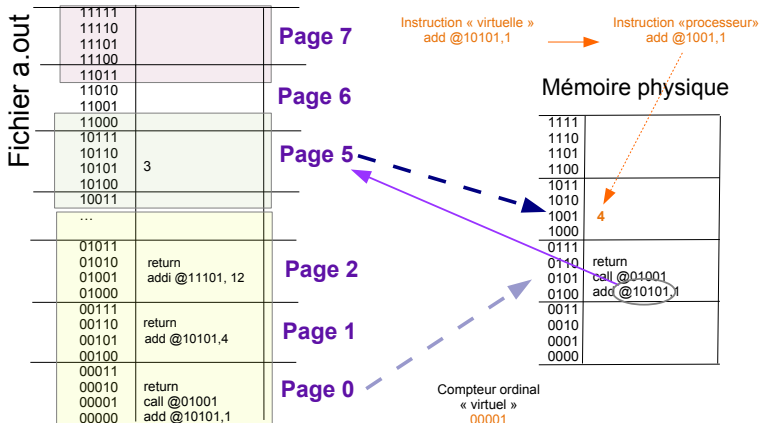 Fichier a.out
11111
11110
11101
11100
Page 7
11011
11010
11001
11000
Page 6
10111
10110
10101 3
10100
Page 5
10011
...
01011
01010 return
01001 addi @11101, 12
01000
Page 2
00111
00110 return
00101 add @10101,4
00100
Page 1
00011
00010 return
00001 call @01001
00000 add @10101,1
Page 0
Instruction « virtuelle »
add @10101,1
Instruction «processeur»
add @1001,1
Mémoire physique
1111
1110
1101
1100
1011
1010
1001 4
1000
0111
0110 return
0101 call @01001
0100 add @10101,1
0011
0010
0001
0000
Compteur ordinal
« virtuel »
00001